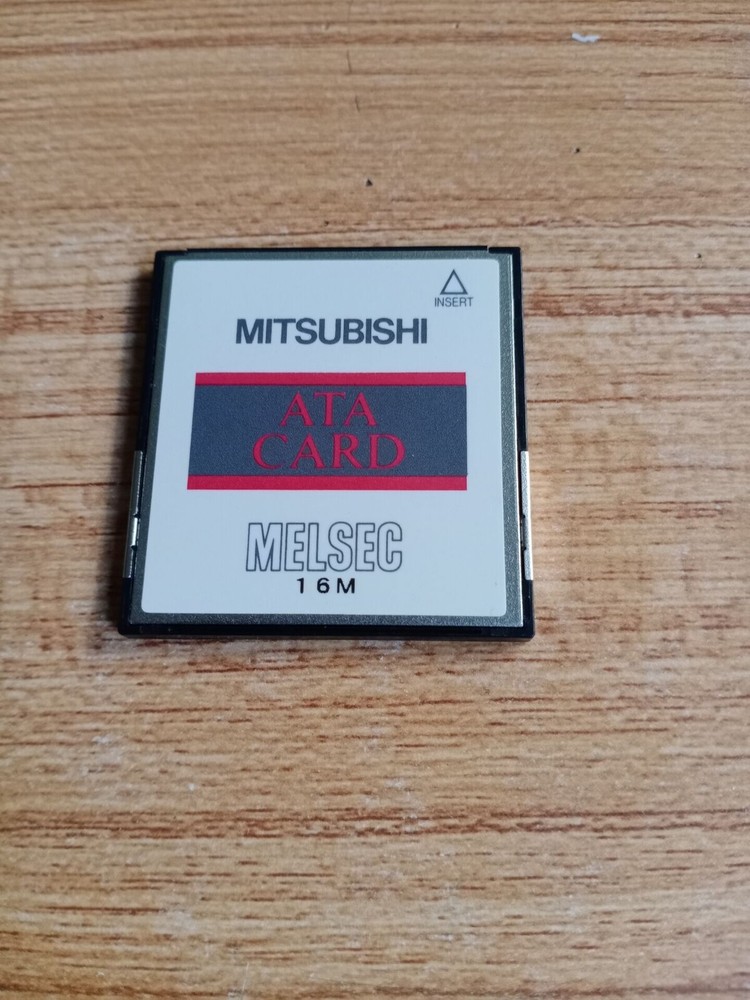 △
INSERT
MITSUBISHI
ATA
CARD
MELSEC
16M